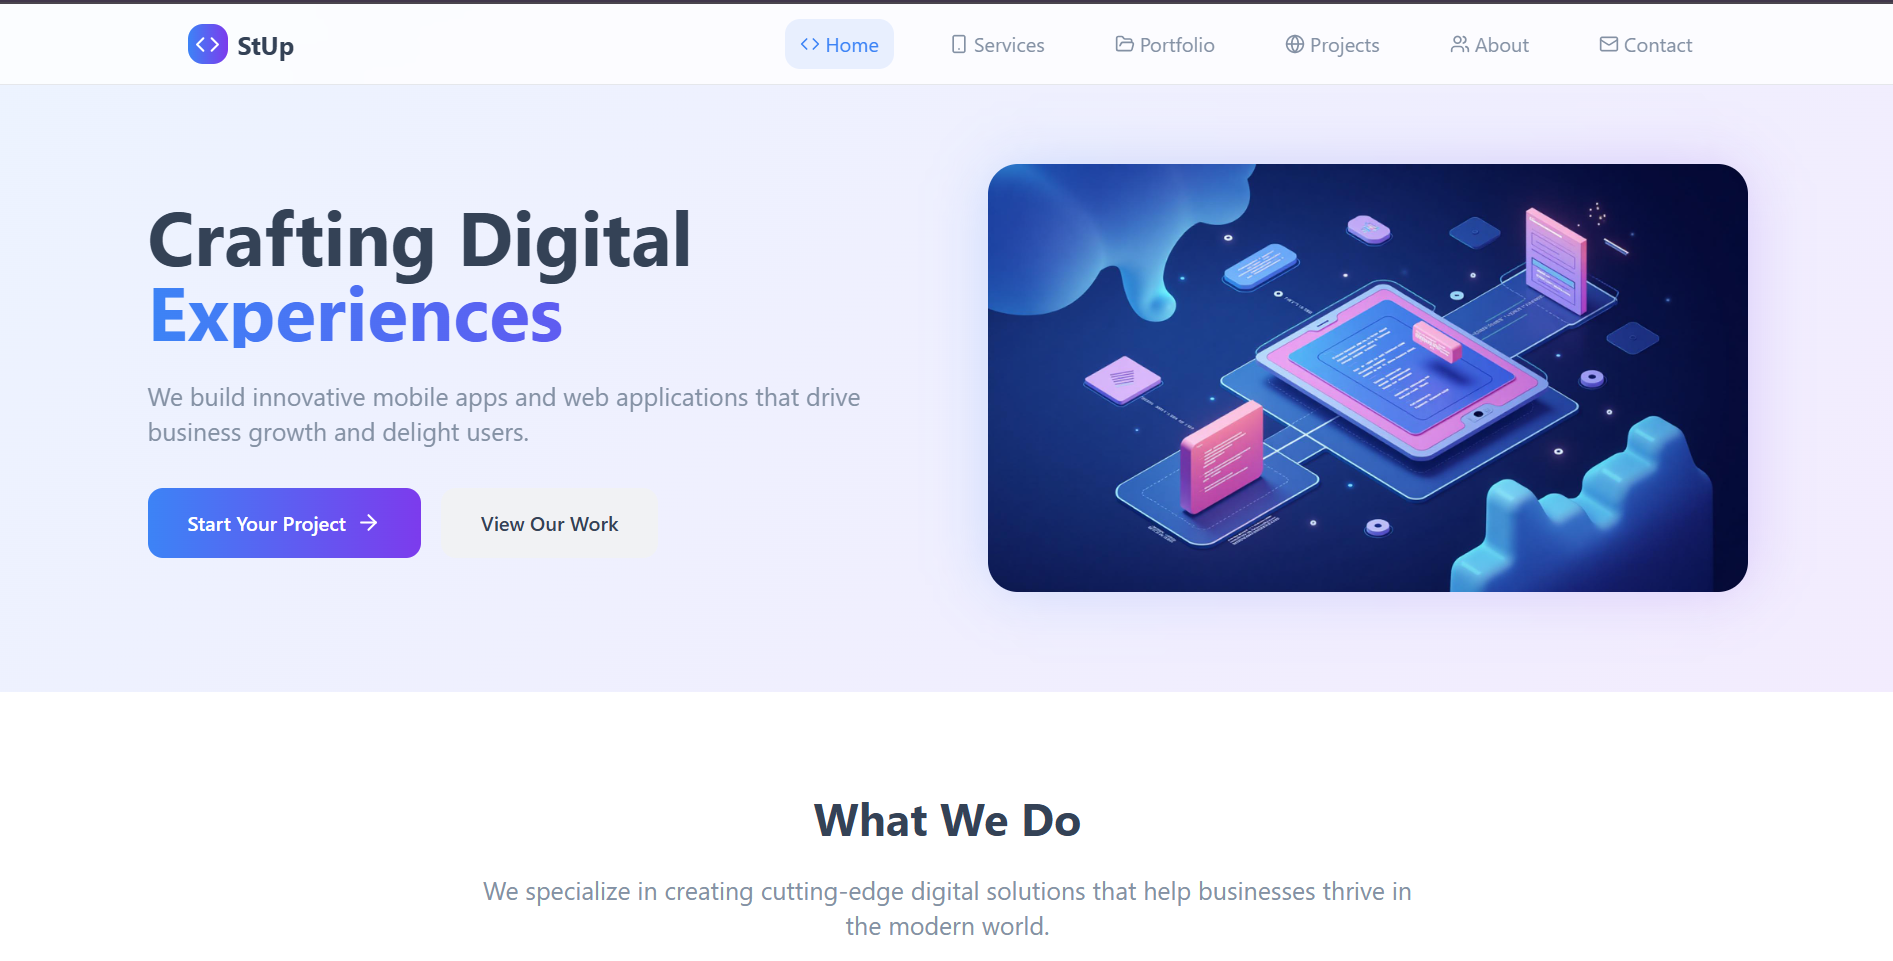 StUp
Home
Services
Portfolio
Projects
About
Contact
Crafting Digital
Experiences
We build innovative mobile apps and web applications that drive
business growth and delight users.
Start Your Project
View Our Work
What We Do
We specialize in creating cutting-edge digital solutions that help businesses thrive in
the modern world.